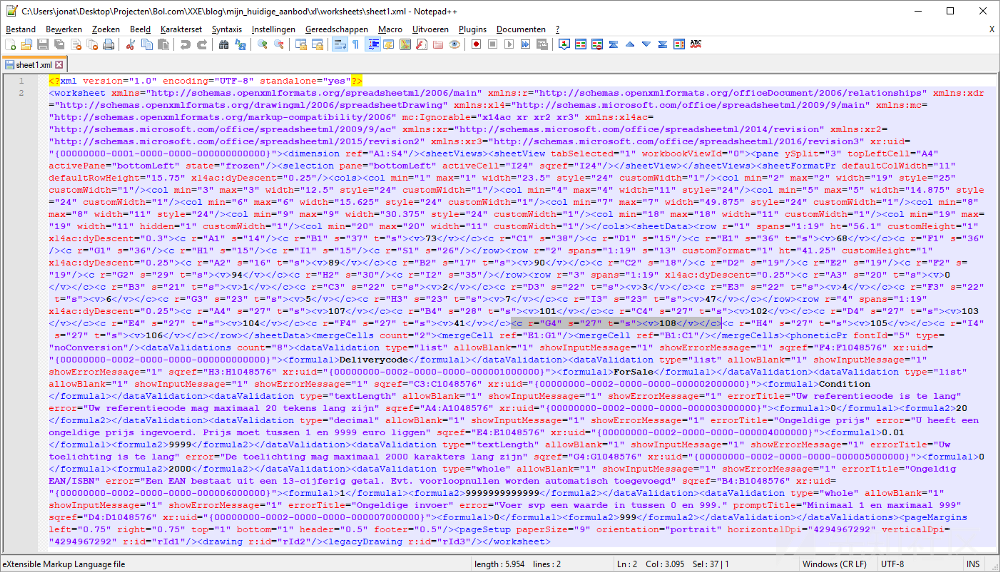 C:\Users\jonat\Desktop\Projecten\Bol.com\XXE\blog\mijn_huidige_aanbod\xl\worksheets\sheet1.xml - Notepad++
Bestand Bewerken Zoeken Beeld Karakterset Syntaxis Instellingen Gereedschappen Macro Uitvoeren Plugins Documenten ? X
sheet1.xml
1 <?xml version="1.0" encoding="UTF-8" standalone="yes"?>
2 <worksheet xmlns="http://schemas.openxmlformats.org/spreadsheetml/2006/main" xmlns:r="http://schemas.openxmlformats.org/officeDocument/2006/relationships" xmlns:xdr
="http://schemas.openxmlformats.org/drawingml/2006/spreadsheetDrawing" xmlns:x14="http://schemas.microsoft.com/office/spreadsheetml/2009/9/main" xmlns:mc=
"http://schemas.openxmlformats.org/markup-compatibility/2006" mc:Ignorable="x14ac xr xr2 xr3" xmlns:x14ac=
"http://schemas.microsoft.com/office/spreadsheetml/2009/9/ac" xmlns:xr="http://schemas.microsoft.com/office/spreadsheetml/2014/revision" xmlns:xr2=
"http://schemas.microsoft.com/office/spreadsheetml/2015/revision2" xmlns:xr3="http://schemas.microsoft.com/office/spreadsheetml/2016/revision3" xr:uid=
"{00000000-0001-0000-0000-000000000000}"><dimension ref="A1:S4"/><sheetViews><sheetView tabSelected="1" workbookViewId="0"><pane ySplit="3" topLeftCell="A4"
activePane="bottomLeft" state="frozen"/><selection pane="bottomLeft" activeCell="I24" sqref="I24"/></sheetView></sheetViews><sheetFormatPr defaultColWidth="11"
defaultRowHeight="15.75" x14ac:dyDescent="0.25"/><cols><col min="1" max="1" width="23.5" style="24" customWidth="1"/><col min="2" max="2" width="19" style="25"
customWidth="1"/><col min="3" max="3" width="12.5" style="24" customWidth="1"/><col min="4" max="4" width="11" style="24"/><col min="5" max="5" width="14.875" style
="24" customWidth="1"/><col min="6" max="6" width="15.625" style="24" customWidth="1"/><col min="7" max="7" width="49.875" style="24" customWidth="1"/><col min="8"
max="8" width="11" style="24"/><col min="9" max="9" width="30.375" style="24" customWidth="1"/><col min="18" max="18" width="11" style="24"/><col min="19" max=
"19" width="11" hidden="1" customWidth="1"/><col min="20" max="20" width="11" customWidth="1"/></cols><sheetData><row r="1" spans="1:19" ht="56.1" customHeight="1"
x14ac:dyDescent="0.3"><c r="A1" s="14"/><c r="B1" s="37" t="s"><v>73</v></c><c r="C1" s="38"/><c r="D1" s="15"/><c r="E1" s="36" t="s"><v>68</v></c><c r="F1" s="36"
/><c r="G1" s="36"/><c r="H1" s="15"/><c r="I1" s="15"/><c r="S1" s="26"/></row><row r="2" spans="1:19" s="13" customFormat="1" ht="41.25" customHeight="1"
x14ac:dyDescent="0.25"><c r="A2" s="16" t="s"><v>89</v></c><c r="B2" s="17" t="s"><v>90</v></c><c r="C2" s="18"/><c r="D2" s="19"/><c r="E2" s="19"/><c r="F2" s=
"19"/><c r="G2" s="29" t="s"><v>94</v></c><c r="H2" s="30"/><c r="I2" s="35"/></row><row r="3" spans="1:19" x14ac:dyDescent="0.25"><c r="A3" s="20" t="s"><v>0
</v></c><c r="B3" s="21" t="s"><v>1</v></c><c r="C3" s="22" t="s"><v>2</v></c><c r="D3" s="22" t="s"><v>3</v></c><c r="E3" s="22" t="s"><v>4</v></c><c r="F3" s="22"
t="s"><v>6</v></c><c r="G3" s="23" t="s"><v>5</v></c><c r="H3" s="23" t="s"><v>7</v></c><c r="I3" s="23" t="s"><v>47</v></c></row><row r="4" spans="1:19"
x14ac:dyDescent="0.25"><c r="A4" s="27" t="s"><v>107</v></c><c r="B4" s="28" t="s"><v>101</v></c><c r="C4" s="27" t="s"><v>102</v></c><c r="D4" s="27" t="s"><v>103
</v></c><c r="E4" s="27" t="s"><v>104</v></c><c r="F4" s="27" t="s"><v>41</v></c><c r="G4" s="27" t="s"><v>108</v></c><c r="H4" s="27" t="s"><v>105</v></c><c r="I4"
s="27" t="s"><v>106</v></c></row></sheetData><mergeCells count="2"><mergeCell ref="E1:G1"/><mergeCell ref="B1:C1"/></mergeCells><phoneticPr fontId="5" type=
"noConversion"/><dataValidations count="8"><dataValidation type="list" allowBlank="1" showInputMessage="1" showErrorMessage="1" sqref="F4:F1048576" xr:uid=
"{00000000-0002-0000-0000-000000000000}"><formula1>Deliverycode</formula1></dataValidation><dataValidation type="list" allowBlank="1" showInputMessage="1"
showErrorMessage="1" sqref="H3:H1048576" xr:uid="{00000000-0002-0000-0000-000001000000}"><formula1>ForSale</formula1></dataValidation><dataValidation type="list"
allowBlank="1" showInputMessage="1" showErrorMessage="1" sqref="C3:C1048576" xr:uid="{00000000-0002-0000-0000-000002000000}"><formula1>Condition
</formula1></dataValidation><dataValidation type="textLength" allowBlank="1" showInputMessage="1" showErrorMessage="1" errorTitle="Uw referentiecode is te lang"
error="Uw referentiecode mag maximaal 20 tekens lang zijn" sqref="A4:A1048576" xr:uid="{00000000-0002-0000-0000-000003000000}"><formula1>0</formula1><formula2>20
</formula2></dataValidation><dataValidation type="decimal" allowBlank="1" showInputMessage="1" showErrorMessage="1" errorTitle="Ongeldige prijs" error="U heeft een
ongeldige prijs ingevoerd. Prijs moet tussen 1 en 9999 euro liggen" sqref="E4:E1048576" xr:uid="{00000000-0002-0000-0000-000004000000}"><formula1>0.01
</formula1><formula2>9999</formula2></dataValidation><dataValidation type="textLength" allowBlank="1" showInputMessage="1" showErrorMessage="1" errorTitle="Uw
toelichting is te lang" error="De toelichting mag maximaal 2000 karakters lang zijn" sqref="G4:G1048576" xr:uid="{00000000-0002-0000-0000-000005000000}"><formula1>0
</formula1><formula2>2000</formula2></dataValidation><dataValidation type="whole" allowBlank="1" showInputMessage="1" showErrorMessage="1" errorTitle="Ongeldig
EAN/ISBN" error="Een EAN bestaat uit een 13-cijferig getal. Evt. voorloopnullen worden automatisch toegevoegd" sqref="B4:B1048576" xr:uid=
"{00000000-0002-0000-0000-000006000000}"><formula1>1</formula1><formula2>9999999999999</formula2></dataValidation><dataValidation type="whole" allowBlank="1"
showInputMessage="1" showErrorMessage="1" errorTitle="Ongeldige invoer" error="Voer svp een waarde in tussen 0 en 999." promptTitle="Minimaal 1 en maximaal 999"
sqref="D4:D1048576" xr:uid="{00000000-0002-0000-0000-000007000000}"><formula1>0</formula1><formula2>999</formula2></dataValidation></dataValidations><pageMargins
left="0.75" right="0.75" top="1" bottom="1" header="0.5" footer="0.5"/><pageSetup paperSize="9" orientation="portrait" horizontalDpi="4294967292" verticalDpi=
"4294967292" r:id="rId1"/><drawing r:id="rId2"/><legacyDrawing r:id="rId3"/></worksheet>
eXtensible Markup Language file length : 5.954 lines : 2 Ln : 2 Col : 3.095 Sel : 37 | 1 Windows (CR LF) UTF-8 INS